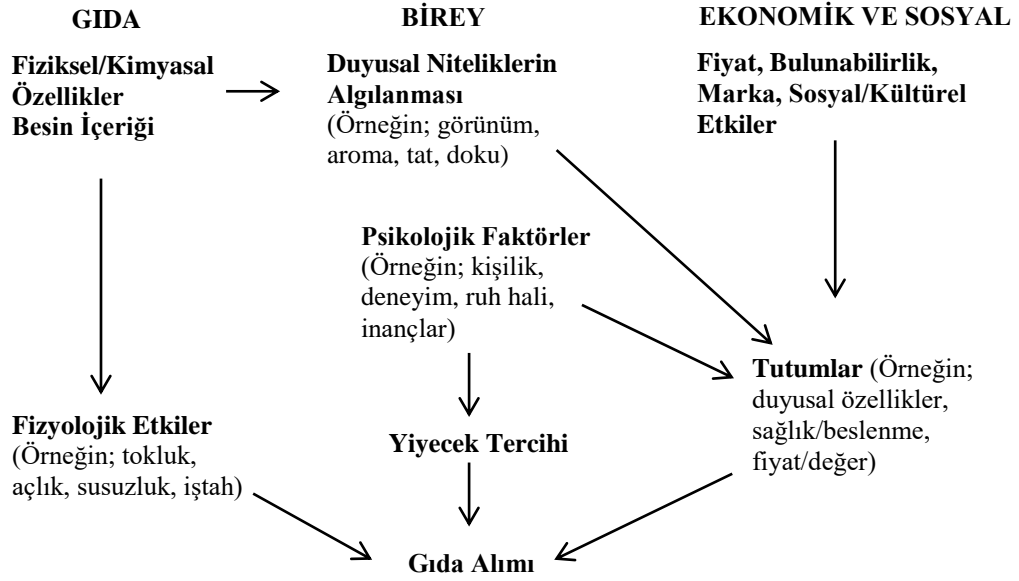 GIDA
BİREY
EKONOMİK VE SOSYAL
Fiziksel/Kimyasal
Özellikler
Besin İçeriği
Duyusal Niteliklerin
Algılanması
(Örneğin; görünüm,
aroma, tat, doku)
Fiyat, Bulunabilirlik,
Marka, Sosyal/Kültürel
Etkiler
Psikolojik Faktörler
(Örneğin; kişilik,
deneyim, ruh hali,
inançlar)
Tutumlar (Örneğin;
duyusal özellikler,
sağlık/beslenme,
fiyat/değer)
Fizyolojik Etkiler
(Örneğin; tokluk,
açlık, susuzluk, iştah)
Yiyecek Tercihi
Gıda Alımı